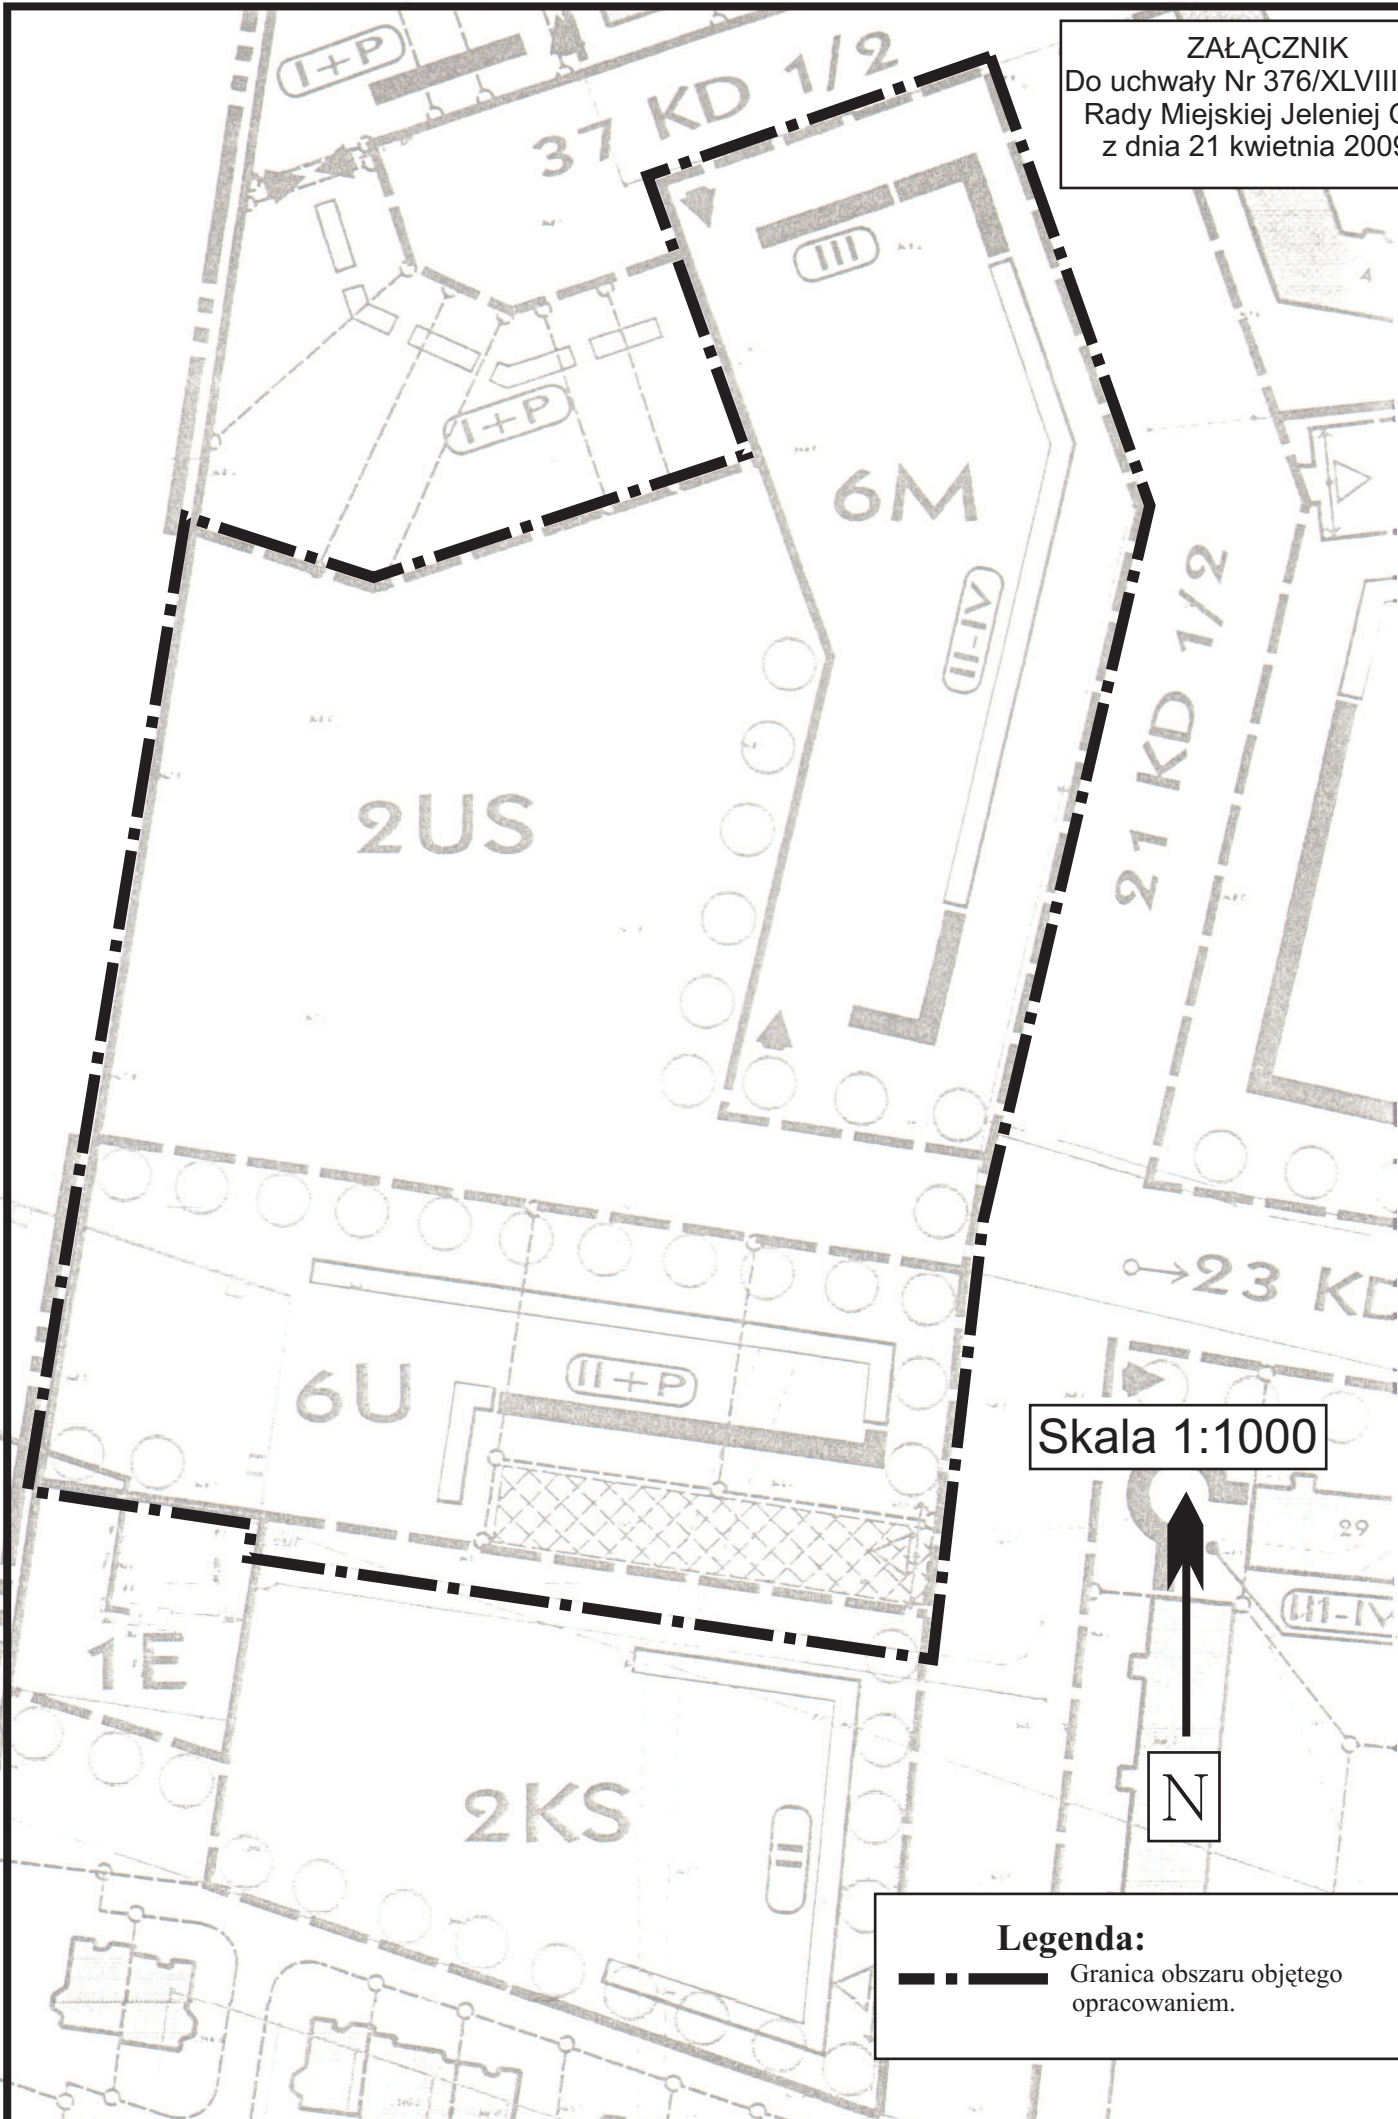 ZAŁĄCZNIK
Do uchwały Nr 376/XLVIII
Rady Miejskiej Jeleniej
z dnia 21 kwietnia 2009
I+P
37 KD 1/2
III
4
I+P
6M
II-IV
21 KD 1/2
2US
23 KD
6U
II+P
Skala 1:1000
29
1E
2KS
II
N
Legenda:
Granica obszaru objętego
opracowaniem.